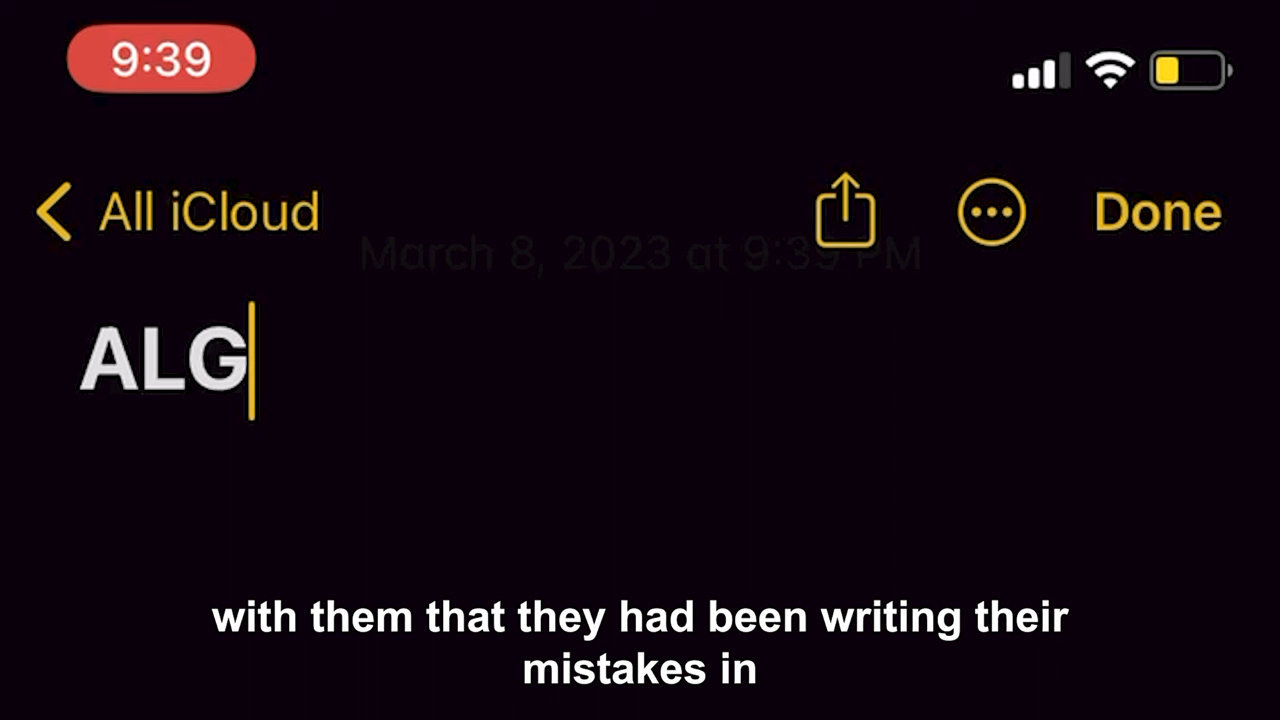 9:39
All iCloud
Done
March 8, 2023 at 9:39 PM
ALG
with them that they had been writing their
mistakes in